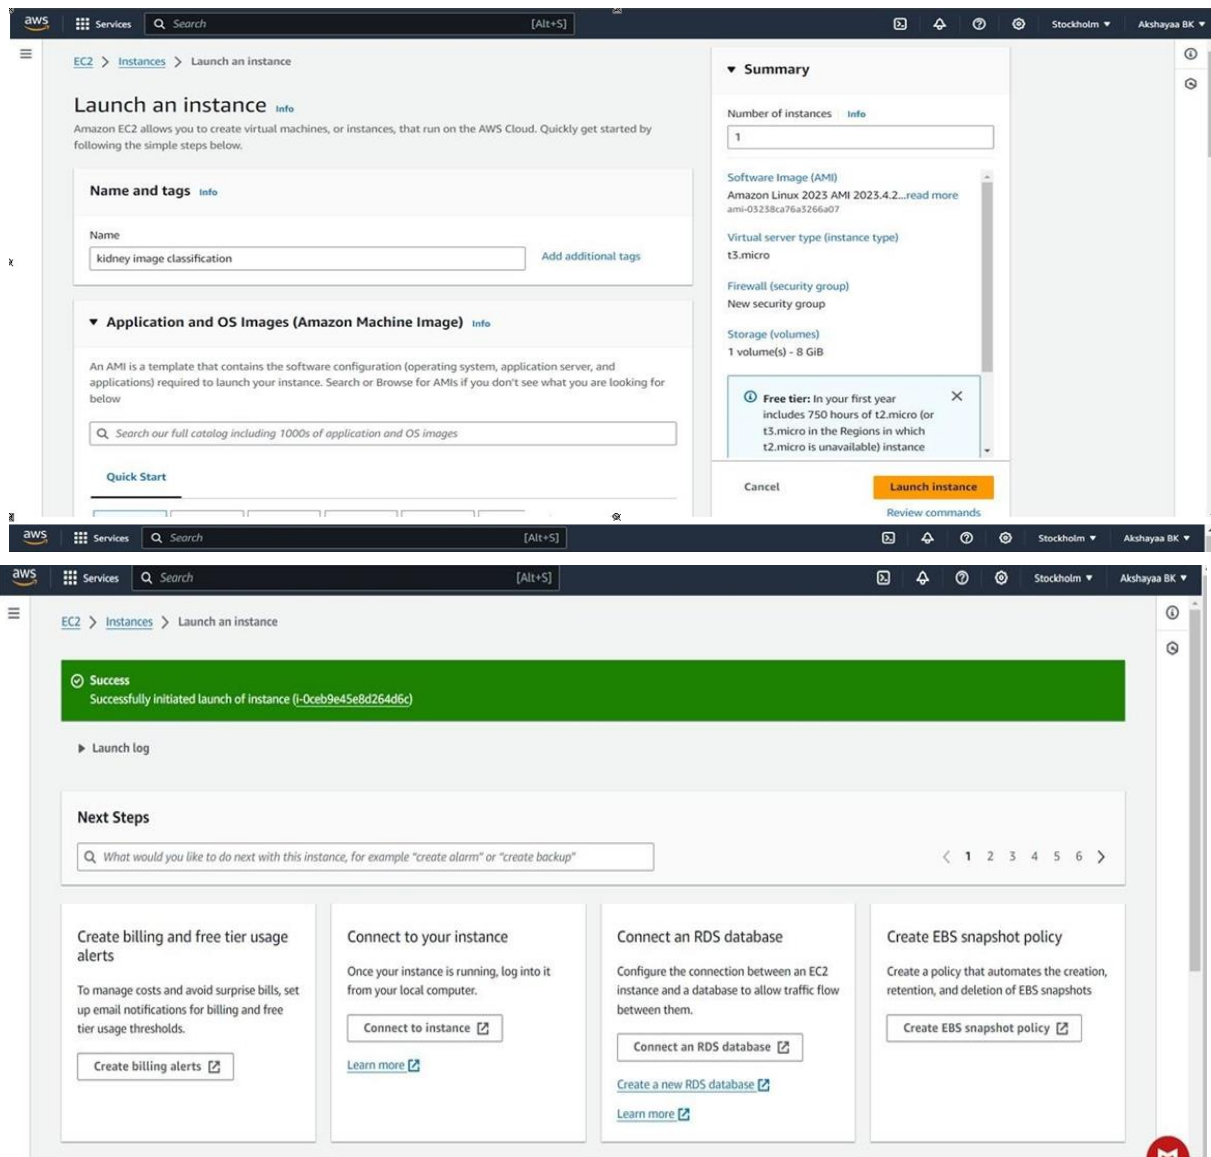 aws Services Search [Alt+S] Stockholm Akshayaa BK
EC2 > Instances > Launch an instance
Launch an instance Info
Amazon EC2 allows you to create virtual machines, or instances, that run on the AWS Cloud. Quickly get started by
following the simple steps below.
Name and tags Info
Name
kidney image classification
Add additional tags
Application and OS Images (Amazon Machine Image) Info
An AMI is a template that contains the software configuration (operating system, application server, and
applications) required to launch your instance. Search or Browse for AMIs if you don't see what you are looking for
below
Search our full catalog including 1000s of application and OS images
Quick Start
Summary
Number of instances Info
1
Software Image (AMI)
Amazon Linux 2023 AMI 2023.4.2...read more
ami-03238ca76a3266a07
Virtual server type (instance type)
t3.micro
Firewall (security group)
New security group
Storage (volumes)
1 volume(s) - 8 GiB
Free tier: In your first year
includes 750 hours of t2.micro (or
t3.micro in the Regions in which
t2.micro is unavailable) instance
Cancel
Launch instance
Review commands
aws Services Search [Alt+S] Stockholm Akshayaa BK
aws Services Search [Alt+S] Stockholm Akshayaa BK
EC2 > Instances > Launch an instance
Success
Successfully initiated launch of instance (i-0ceb9e45e8d264d6c)
Launch log
Next Steps
What would you like to do next with this instance, for example "create alarm" or "create backup"
< 1 2 3 4 5 6 >
Create billing and free tier usage
alerts
To manage costs and avoid surprise bills, set
up email notifications for billing and free
tier usage thresholds.
Create billing alerts
Connect to your instance
Once your instance is running, log into it
from your local computer.
Connect to instance
Learn more
Connect an RDS database
Configure the connection between an EC2
instance and a database to allow traffic flow
between them.
Connect an RDS database
Create a new RDS database
Learn more
Create EBS snapshot policy
Create a policy that automates the creation,
retention, and deletion of EBS snapshots
Create EBS snapshot policy